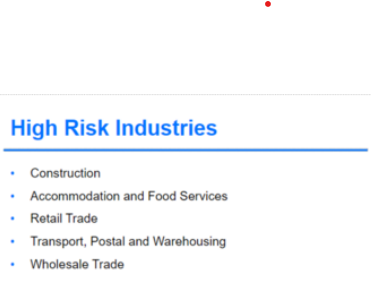 High Risk Industries
• Construction
• Accommodation and Food Services
• Retail Trade
• Transport, Postal and Warehousing
• Wholesale Trade